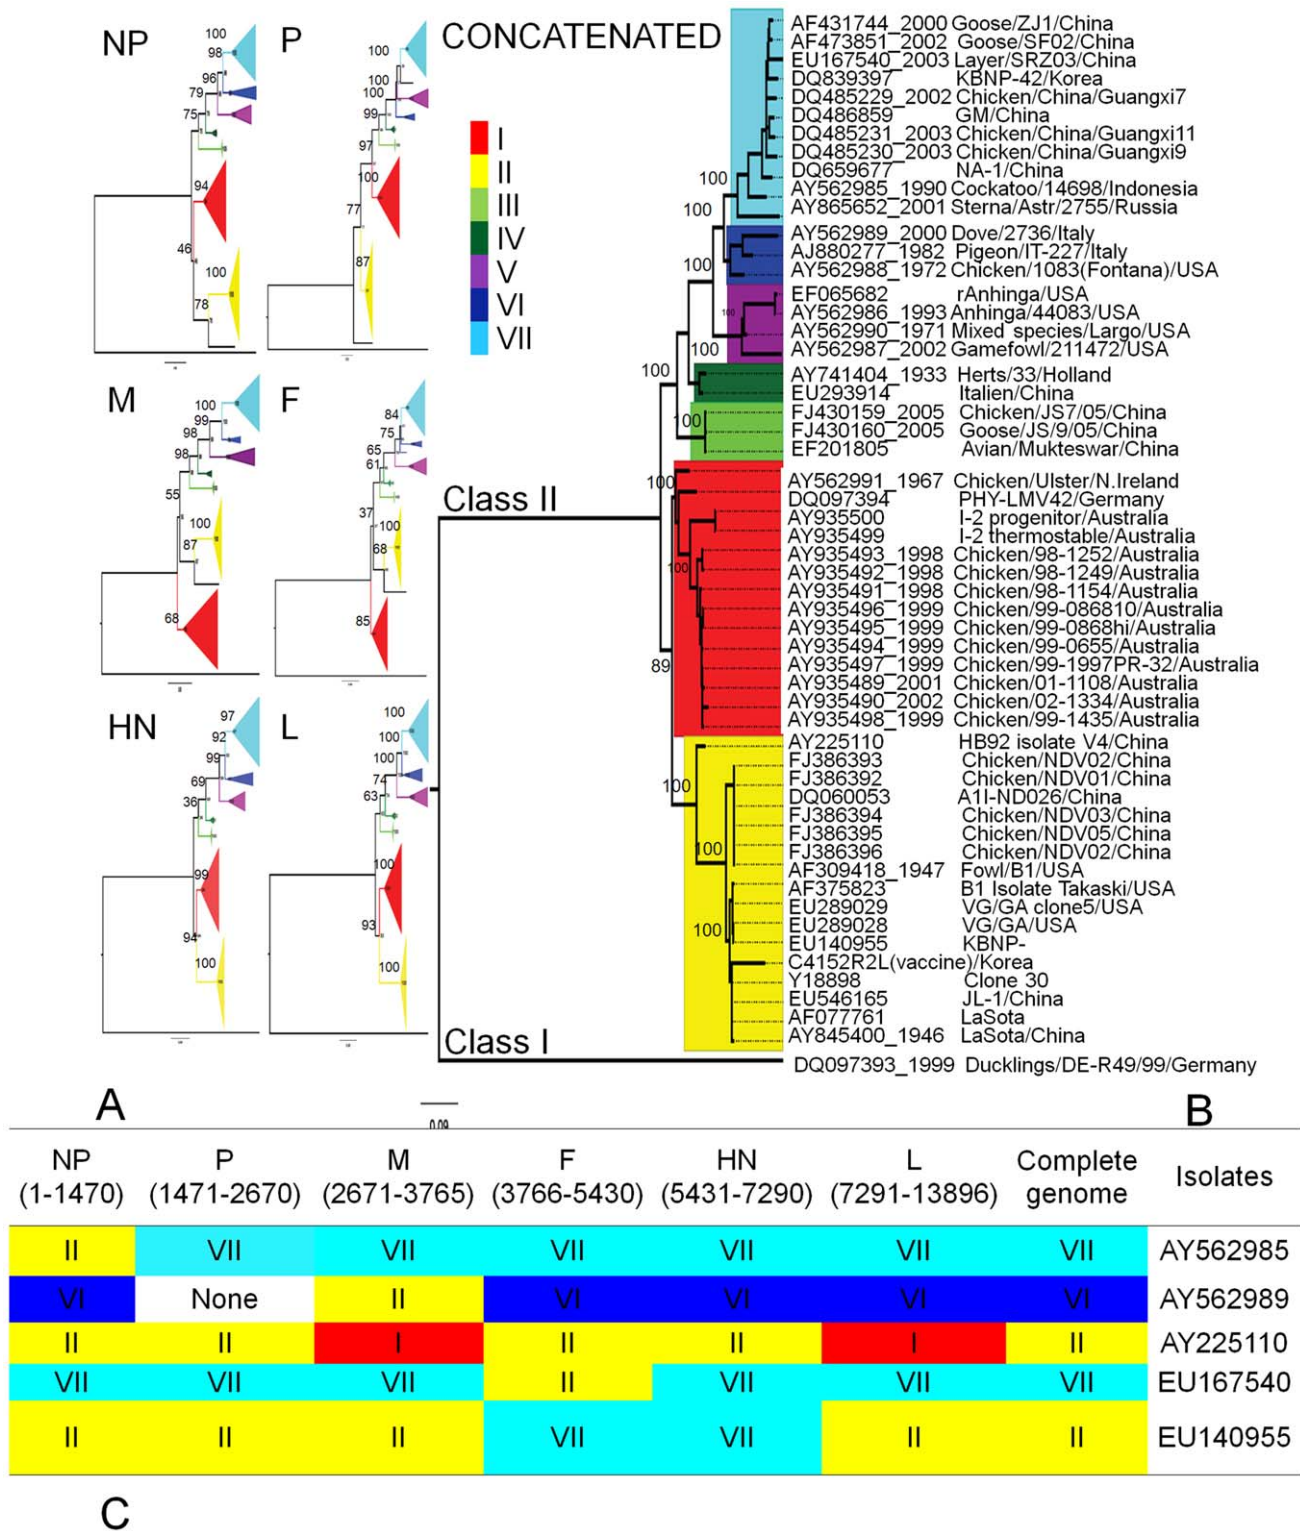 NP
100
98
96
79
75
94
46
100
78
P
100
100
100
99
97
100
77
87
M
100
99
98
98
55
100
87
68
F
84
75
65
61
37
100
68
85
HN
97
92
99
69
36
99
94
100
L
100
100
100
74
63
100
93
100
CONCATENATED
I
II
III
IV
V
VI
VII
Class II
Class I
100
100
100
100
100
100
100
100
100
89
100
100
100
0.09
AF431744_2000 Goose/ZJ1/China
AF473851_2002 Goose/SF02/China
EU167540_2003 Layer/SRZ03/China
DQ839397 KBNP-42/Korea
DQ485229_2002 Chicken/China/Guangxi7
DQ486859 GM/China
DQ485231_2003 Chicken/China/Guangxi11
DQ485230_2003 Chicken/China/Guangxi9
DQ659677 NA-1/China
AY562985_1990 Cockatoo/14698/Indonesia
AY865652_2001 Sterna/Astr/2755/Russia
AY562989_2000 Dove/2736/Italy
AJ880277_1982 Pigeon/IT-227/Italy
AY562988_1972 Chicken/1083(Fontana)/USA
EF065682 rAnhinga/USA
AY562986_1993 Anhinga/44083/USA
AY562990_1971 Mixed species/Largo/USA
AY562987_2002 Gamefowl/211472/USA
AY741404_1933 Herts/33/Holland
EU293914 Italien/China
FJ430159_2005 Chicken/JS7/05/China
FJ430160_2005 Goose/JS/9/05/China
EF201805 Avian/Mukteswar/China
AY562991_1967 Chicken/Ulster/N.Ireland
DQ097394 PHY-LMV42/Germany
AY935500 I-2 progenitor/Australia
AY935499 I-2 thermostable/Australia
AY935493_1998 Chicken/98-1252/Australia
AY935492_1998 Chicken/98-1249/Australia
AY935491_1998 Chicken/98-1154/Australia
AY935496_1999 Chicken/99-086810/Australia
AY935495_1999 Chicken/99-0868hi/Australia
AY935494_1999 Chicken/99-0655/Australia
AY935497_1999 Chicken/99-1997PR-32/Australia
AY935489_2001 Chicken/01-1108/Australia
AY935490_2002 Chicken/02-1334/Australia
AY935498_1999 Chicken/99-1435/Australia
AY225110 HB92 isolate V4/China
FJ386393 Chicken/NDV02/China
FJ386392 Chicken/NDV01/China
DQ060053 A1I-ND026/China
FJ386394 Chicken/NDV03/China
FJ386395 Chicken/NDV05/China
FJ386396 Chicken/NDV02/China
AF309418_1947 Fowl/B1/USA
AF375823 B1 Isolate Takaski/USA
EU289029 VG/GA clone5/USA
EU289028 VG/GA/USA
EU140955 KBNP-
C4152R2L(vaccine)/Korea
Y18898 Clone 30
EU546165 JL-1/China
AF077761 LaSota
AY845400_1946 LaSota/China
DQ097393_1999 Ducklings/DE-R49/99/Germany
A
B
NP P M F HN L Complete Isolates
(1-1470) (1471-2670) (2671-3765) (3766-5430) (5431-7290) (7291-13896) genome
II VII VII VII VII VII VII AY562985
VI None II VI VI VI VI AY562989
II II I II II I II AY225110
VII VII VII II VII VII VII EU167540
II II II VII VII II II EU140955
C